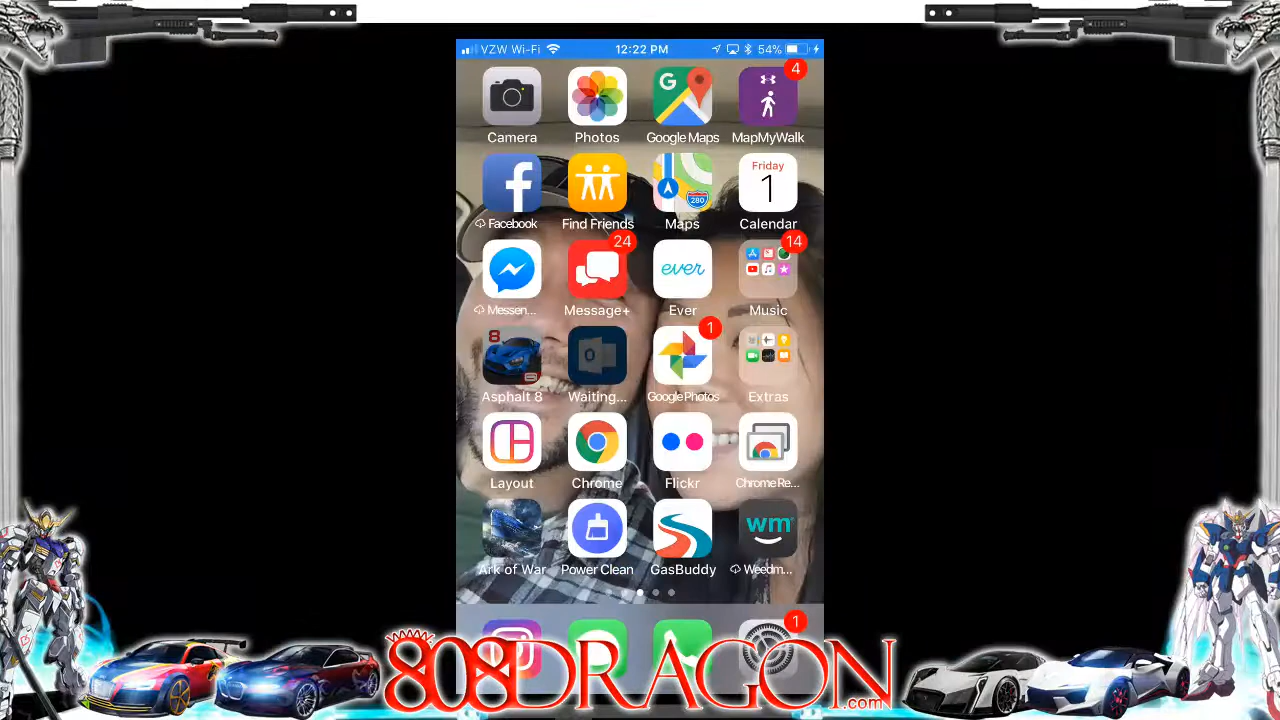 VZW Wi-Fi 12:22 PM 54%
4
Camera Photos Google Maps MapMyWalk
Friday
1
280
Facebook Find Friends Maps Calendar
24 14
ever
Messen... Message+ Ever Music
8 1
Asphalt 8 Waiting... Google Photos Extras
Layout Chrome Flickr Chrome Re...
wm
Ark of War Power Clean GasBuddy Weedm...
1
808DRAGON.com